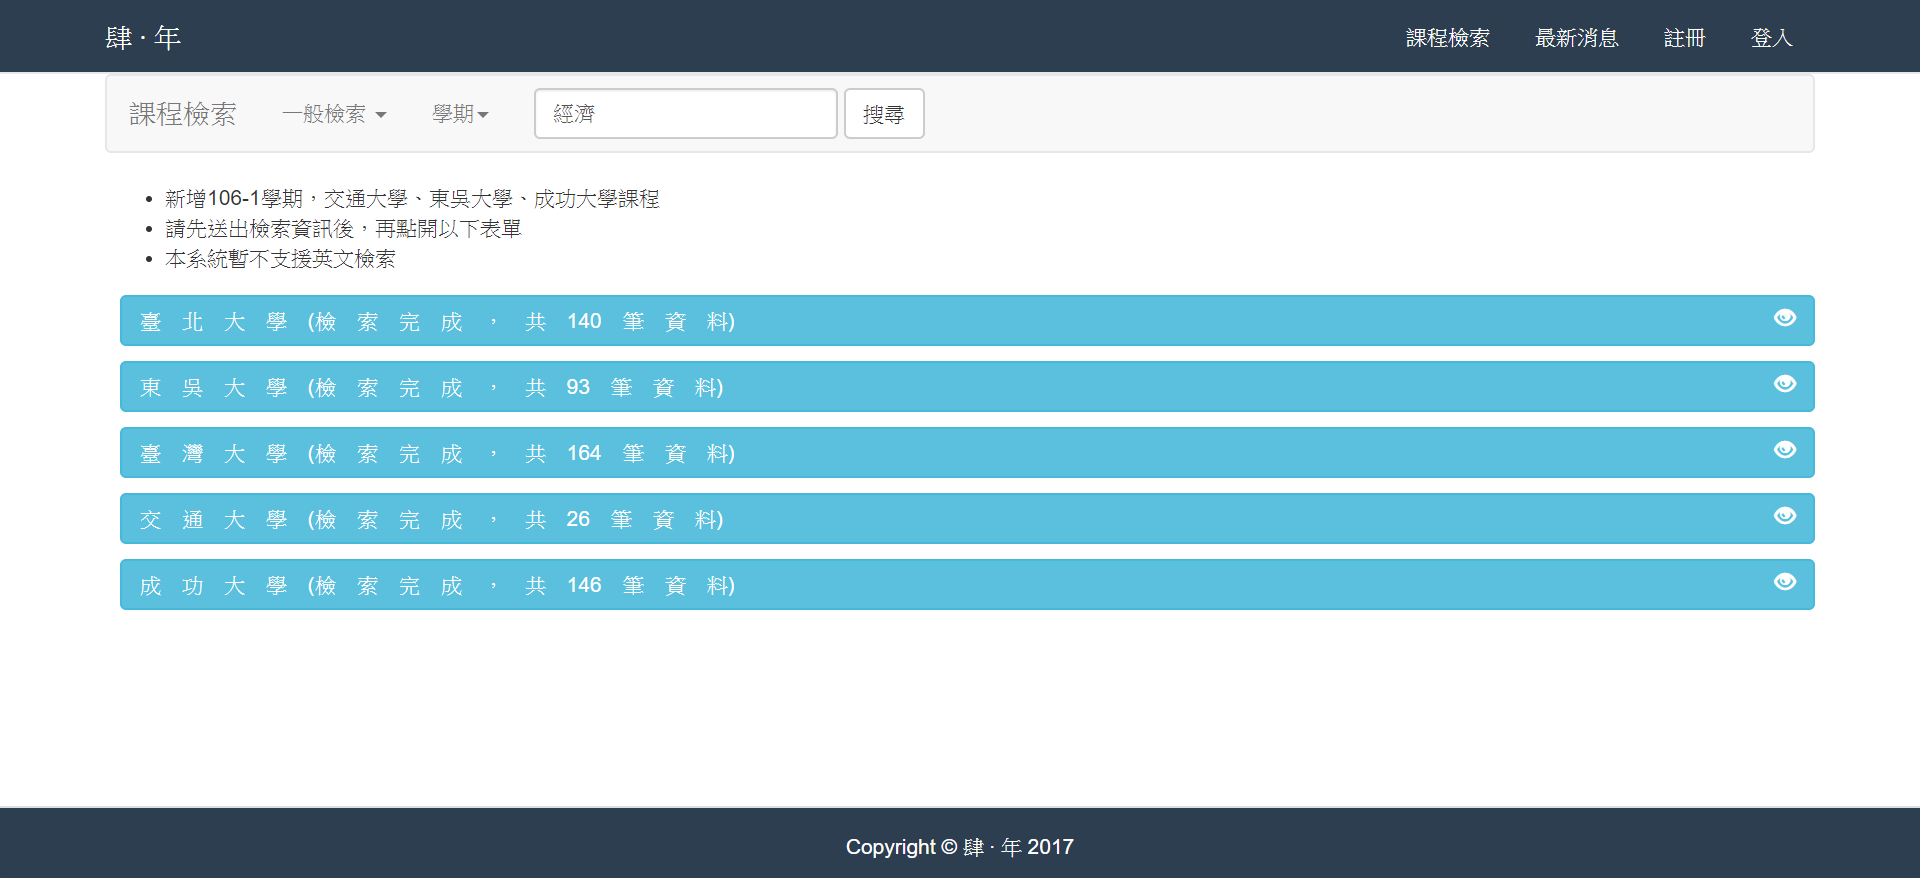 肆 · 年 課程檢索 最新消息 註冊 登入
課程檢索 一般檢索 學期 經濟 搜尋
新增106-1學期，交通大學、東吳大學、成功大學課程
請先送出檢索資訊後，再點開以下表單
本系統暫不支援英文檢索
臺 北 大 學 (檢 索 完 成 ， 共 140 筆 資 料)
東 吳 大 學 (檢 索 完 成 ， 共 93 筆 資 料)
臺 灣 大 學 (檢 索 完 成 ， 共 164 筆 資 料)
交 通 大 學 (檢 索 完 成 ， 共 26 筆 資 料)
成 功 大 學 (檢 索 完 成 ， 共 146 筆 資 料)
Copyright © 肆 · 年 2017